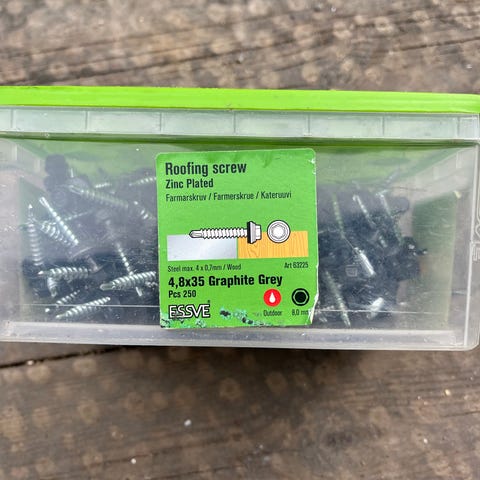 Roofing screw
Zinc Plated
Farmarskruv / Farmerskrue / Kateruuvi
Steel max. 4 x 0,7mm / Wood
Art 63225
4,8x35 Graphite Grey
Pcs 250
ESSVE
Outdoor
8,0 mm